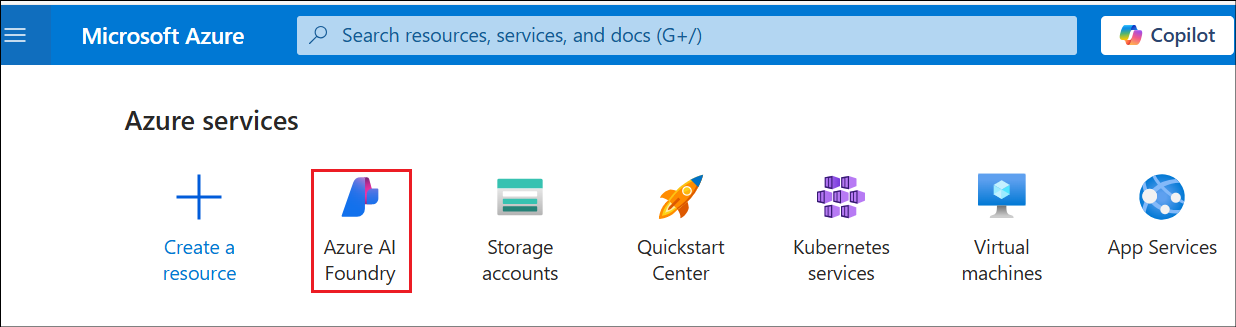 Microsoft Azure
Search resources, services, and docs (G+/)
Copilot
Azure services
Create a
resource
Azure AI
Foundry
Storage
accounts
Quickstart
Center
Kubernetes
services
Virtual
machines
App Services